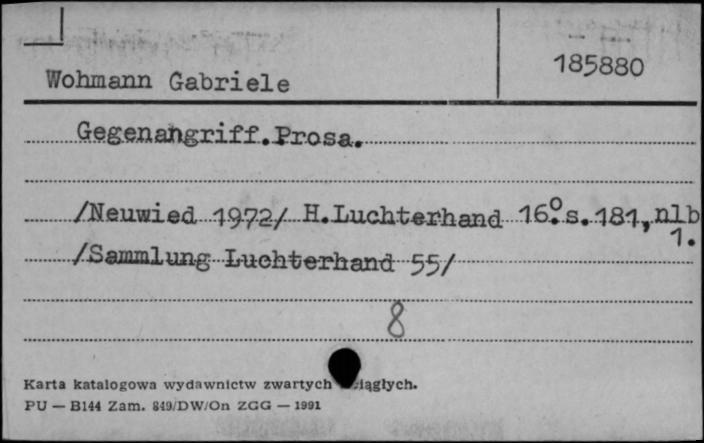 185880
Wohmann Gabriele
Gegenangriff.Prosa.
/Neuwied 1972/ H.Luchterhand 16°.s.181,nlb
1.
/Sammlung Luchterhand 55/
8
Karta katalogowa wydawnictw zwartych ciągłych.
PU — B144 Zam. 849/DW/On ZGG — 1991